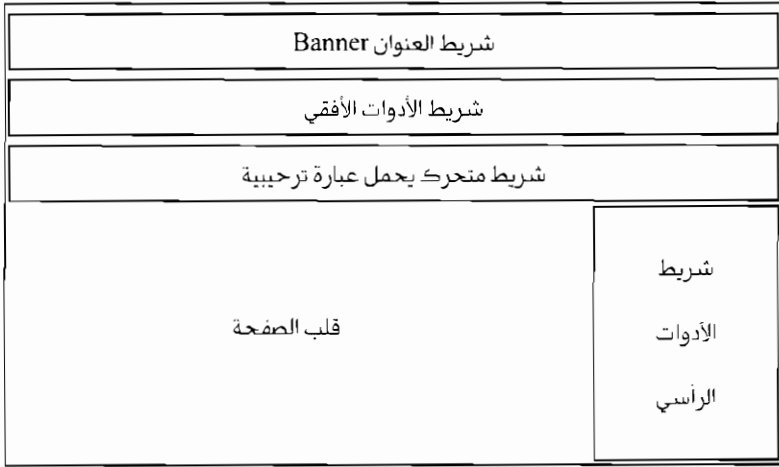 شريط العنوان Banner
شريط الأدوات الأفقي
شريط متحرك يحمل عبارة ترحيبية
شريط
الأدوات
الرأسي
قلب الصفحة